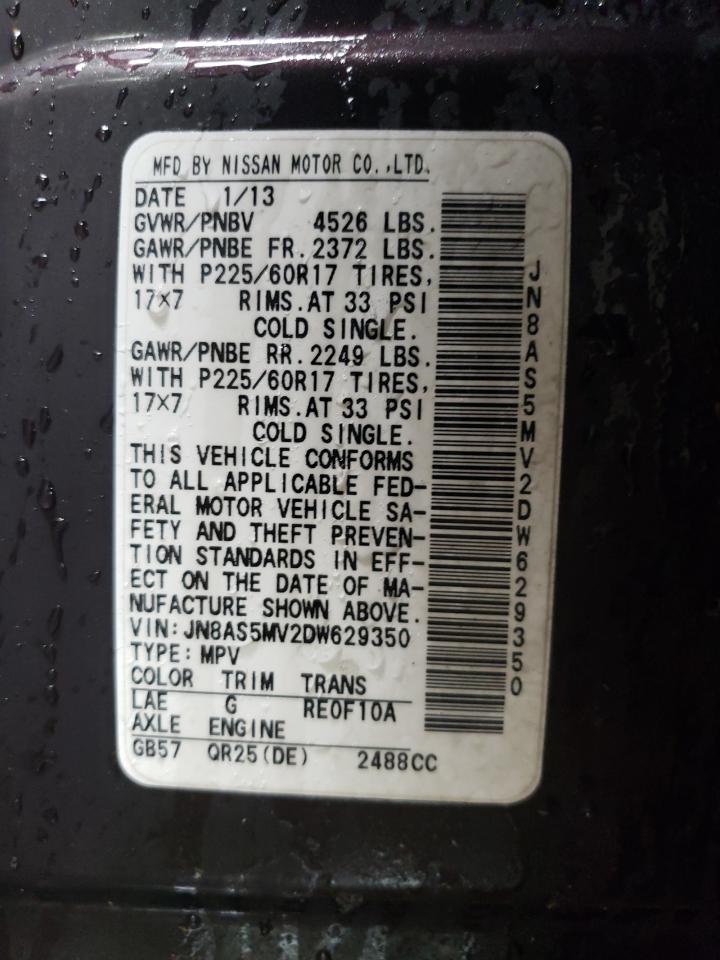 MFD BY NISSAN MOTOR CO.,LTD.
DATE 1/13
GVWR/PNBV 4526 LBS.
GAWR/PNBE FR.2372 LBS.
WITH P225/60R17 TIRES,
17×7 RIMS.AT 33 PSI
COLD SINGLE.
GAWR/PNBE RR.2249 LBS.
WITH P225/60R17 TIRES,
17×7 RIMS.AT 33 PSI
COLD SINGLE.
THIS VEHICLE CONFORMS
TO ALL APPLICABLE FED-
ERAL MOTOR VEHICLE SA-
FETY AND THEFT PREVEN-
TION STANDARDS IN EFF-
ECT ON THE DATE OF MA-
NUFACTURE SHOWN ABOVE.
VIN:JN8AS5MV2DW629350
TYPE:MPV
COLOR TRIM TRANS
LAE G RE0F10A
AXLE ENGINE
GB57 QR25(DE) 2488CC
JN8AS5MV2DW629350